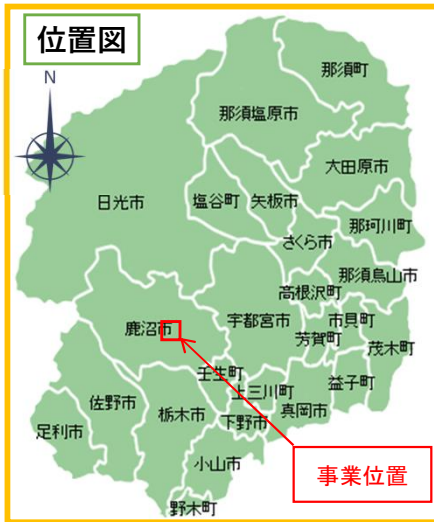 位置図
N
那須町
那須塩原市
大田原市
日光市
塩谷町
矢板市
那珂川町
さくら市
那須烏山市
高根沢町
鹿沼市
宇都宮市
市貝町
芳賀町
茂木町
壬生町
上三川町
益子町
佐野市
栃木市
真岡市
下野市
足利市
小山市
事業位置
野木町